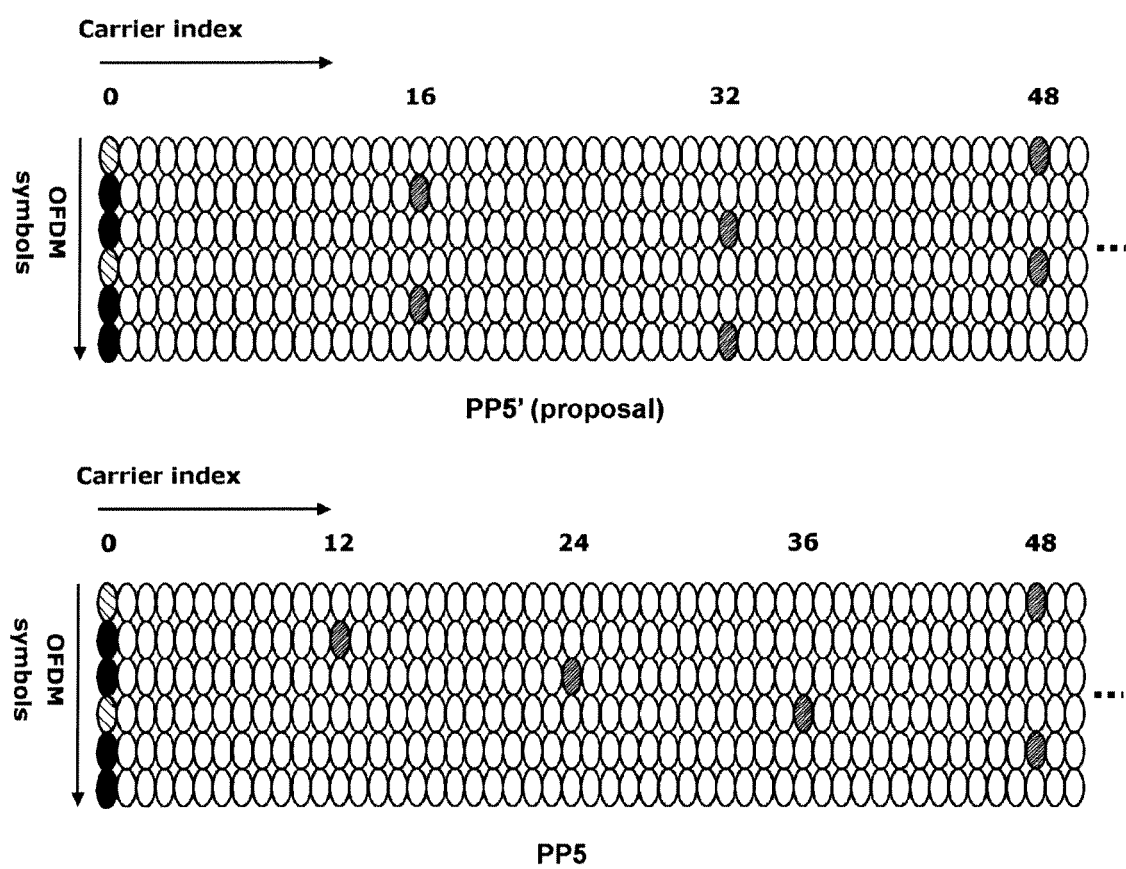 Carrier index
0 16 32 48
OFDM
symbols
PP5' (proposal)
Carrier index
0 12 24 36 48
OFDM
symbols
PP5